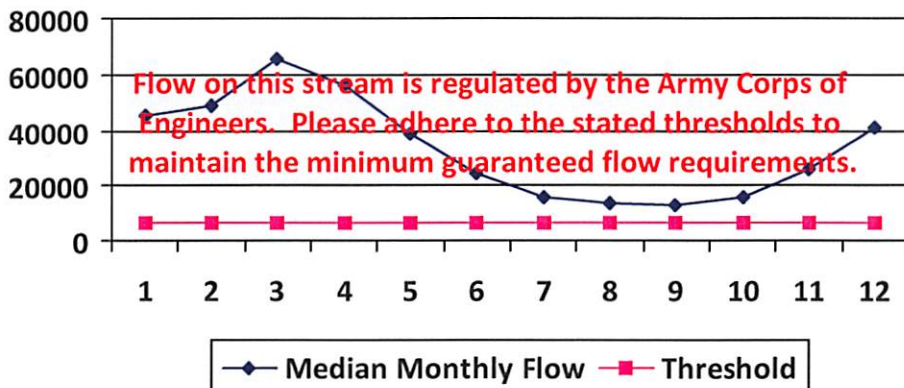 80000
60000
40000
20000
0
Flow on this stream is regulated by the Army Corps of
Engineers. Please adhere to the stated thresholds to
maintain the minimum guaranteed flow requirements.
1 2 3 4 5 6 7 8 9 10 11 12
Median Monthly Flow Threshold